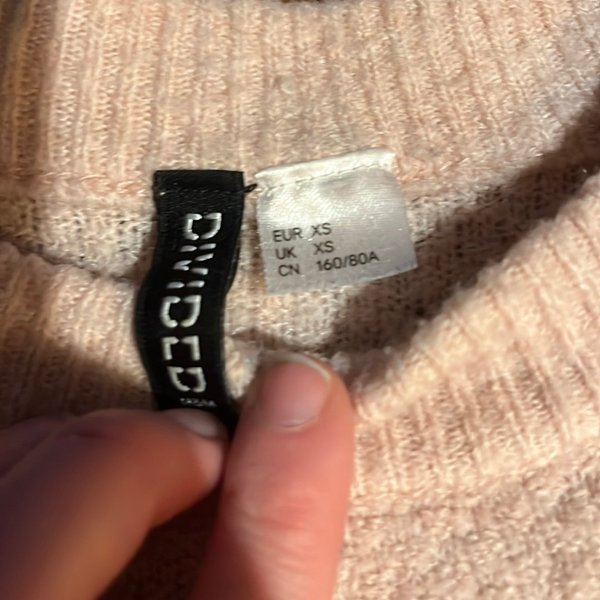 DIVIDED
EUR XS
UK XS
CN 160/80A